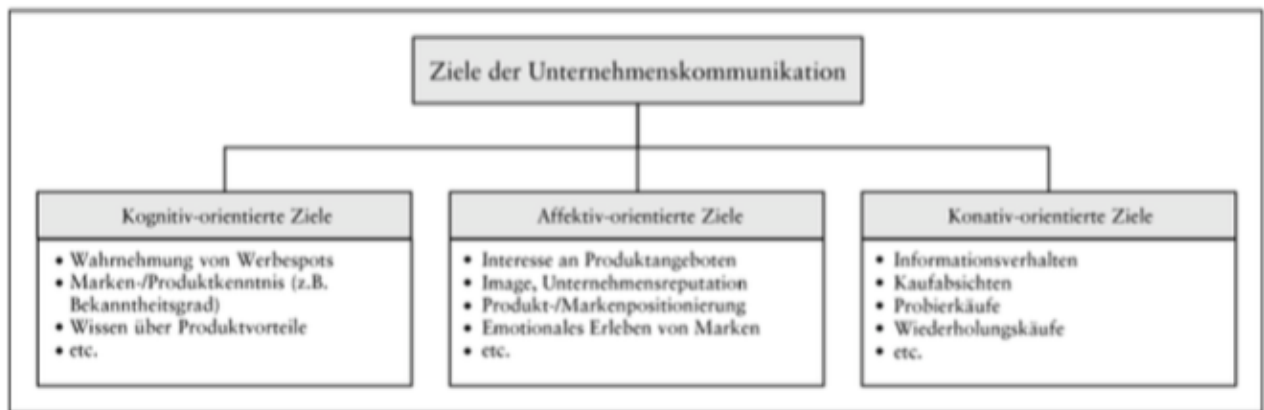 Ziele der Unternehmenskommunikation
Kognitiv-orientierte Ziele
• Wahrnehmung von Werbespots
• Marken-/Produktkenntnis (z.B.
Bekanntheitsgrad)
• Wissen über Produktvorteile
• etc.
Affektiv-orientierte Ziele
• Interesse an Produktangeboten
• Image, Unternehmensreputation
• Produkt-/Markenpositionierung
• Emotionales Erleben von Marken
• etc.
Konativ-orientierte Ziele
• Informationsverhalten
• Kaufabsichten
• Probierkäufe
• Wiederholungskäufe
• etc.